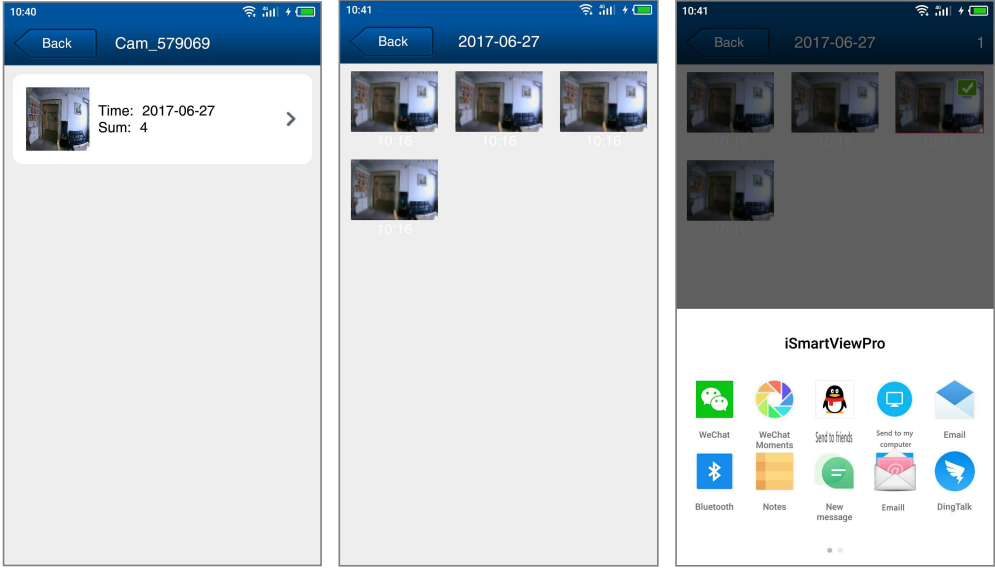 10:40
Back
Cam_579069
Time: 2017-06-27
Sum: 4
10:41
Back
2017-06-27
10:16
10:16
10:16
10:16
10:41
Back
2017-06-27
1
10:16
10:16
10:16
10:16
iSmartViewPro
WeChat
WeChat
Moments
Send to friends
Send to my
computer
Email
Bluetooth
Notes
New
message
Emaill
DingTalk